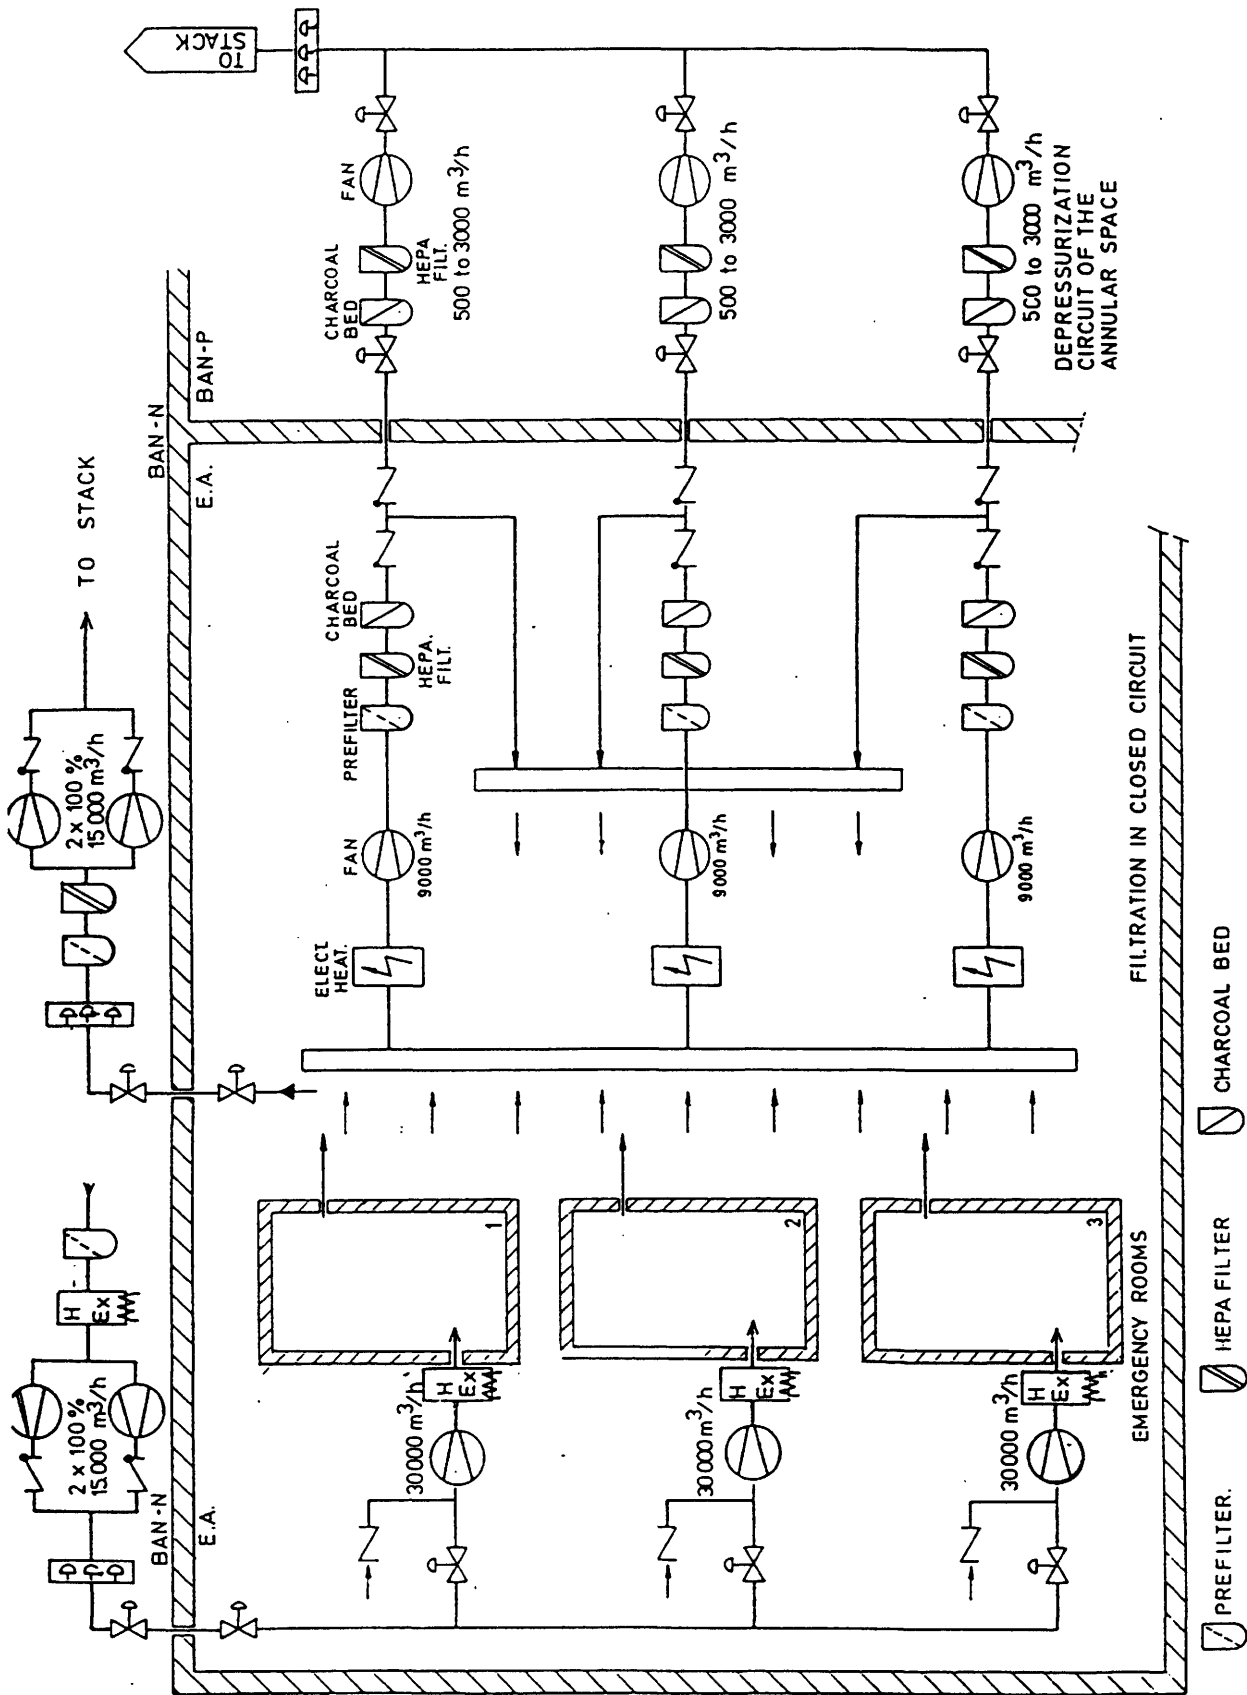 BAN-N
E.A.
2 x 100 %
15.000 m³/h
H
Ex
2 x 100 %
15 000 m³/h
TO STACK
BAN-N
E.A.
BAN-P
TO
STACK
ELECT
HEAT.
FAN
9000 m³/h
PREFILTER
HEPA.
FILT.
CHARCOAL
BED
CHARCOAL
BED
HEPA
FILT.
FAN
500 to 3000 m³/h
30000 m³/h
H
Ex
1
9000 m³/h
500 to 3000 m³/h
30000 m³/h
H
Ex
2
9000 m³/h
500 to 3000 m³/h
DEPRESSURIZATION
CIRCUIT OF THE
ANNULAR SPACE
30000 m³/h
H
Ex
3
EMERGENCY ROOMS
FILTRATION IN CLOSED CIRCUIT
PREFILTER.
HEPA FILTER
CHARCOAL BED